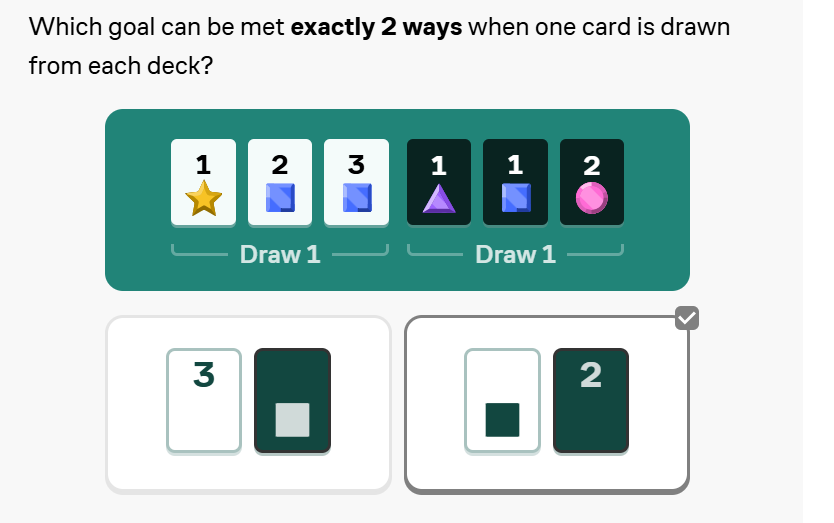 Which goal can be met exactly 2 ways when one card is drawn
from each deck?
1 2 3 1 1 2
Draw 1 Draw 1
3 2